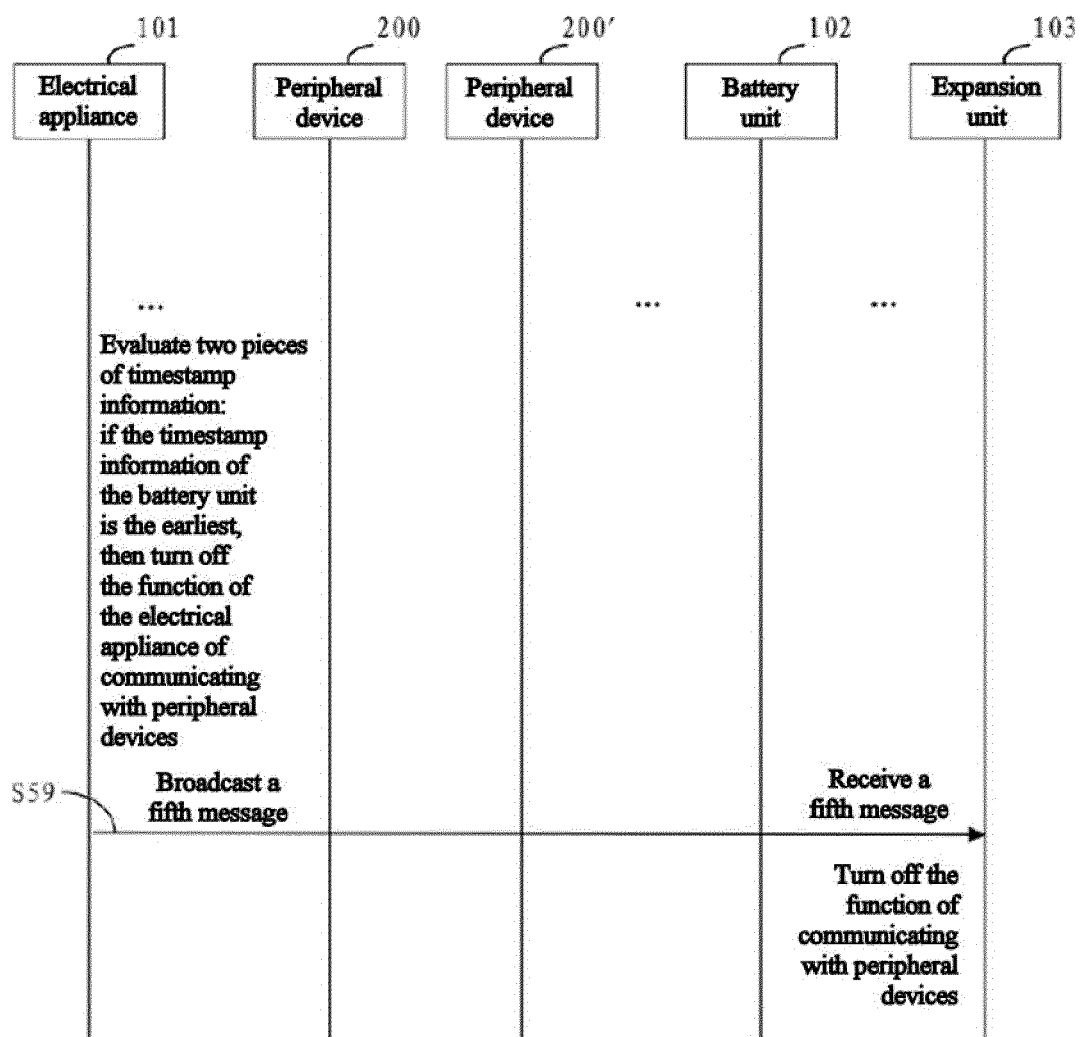 101
200
200′
102
103
Electrical
appliance
Peripheral
device
Peripheral
device
Battery
unit
Expansion
unit
...
...
...
Evaluate two pieces
of timestamp
information:
if the timestamp
information of
the battery unit
is the earliest,
then turn off
the function of
the electrical
appliance of
communicating
with peripheral
devices
S59
Broadcast a
fifth message
Receive a
fifth message
Turn off the
function of
communicating
with peripheral
devices